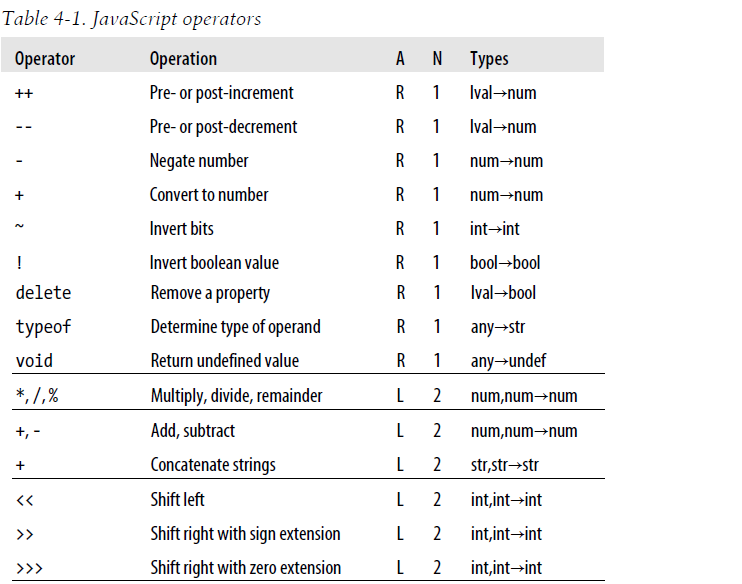 Table 4-1. JavaScript operators
Operator Operation A N Types
++ Pre- or post-increment R 1 lval→num
-- Pre- or post-decrement R 1 lval→num
- Negate number R 1 num→num
+ Convert to number R 1 num→num
~ Invert bits R 1 int→int
! Invert boolean value R 1 bool→bool
delete Remove a property R 1 lval→bool
typeof Determine type of operand R 1 any→str
void Return undefined value R 1 any→undef
*, /, % Multiply, divide, remainder L 2 num,num→num
+, - Add, subtract L 2 num,num→num
+ Concatenate strings L 2 str,str→str
<< Shift left L 2 int,int→int
>> Shift right with sign extension L 2 int,int→int
>>> Shift right with zero extension L 2 int,int→int